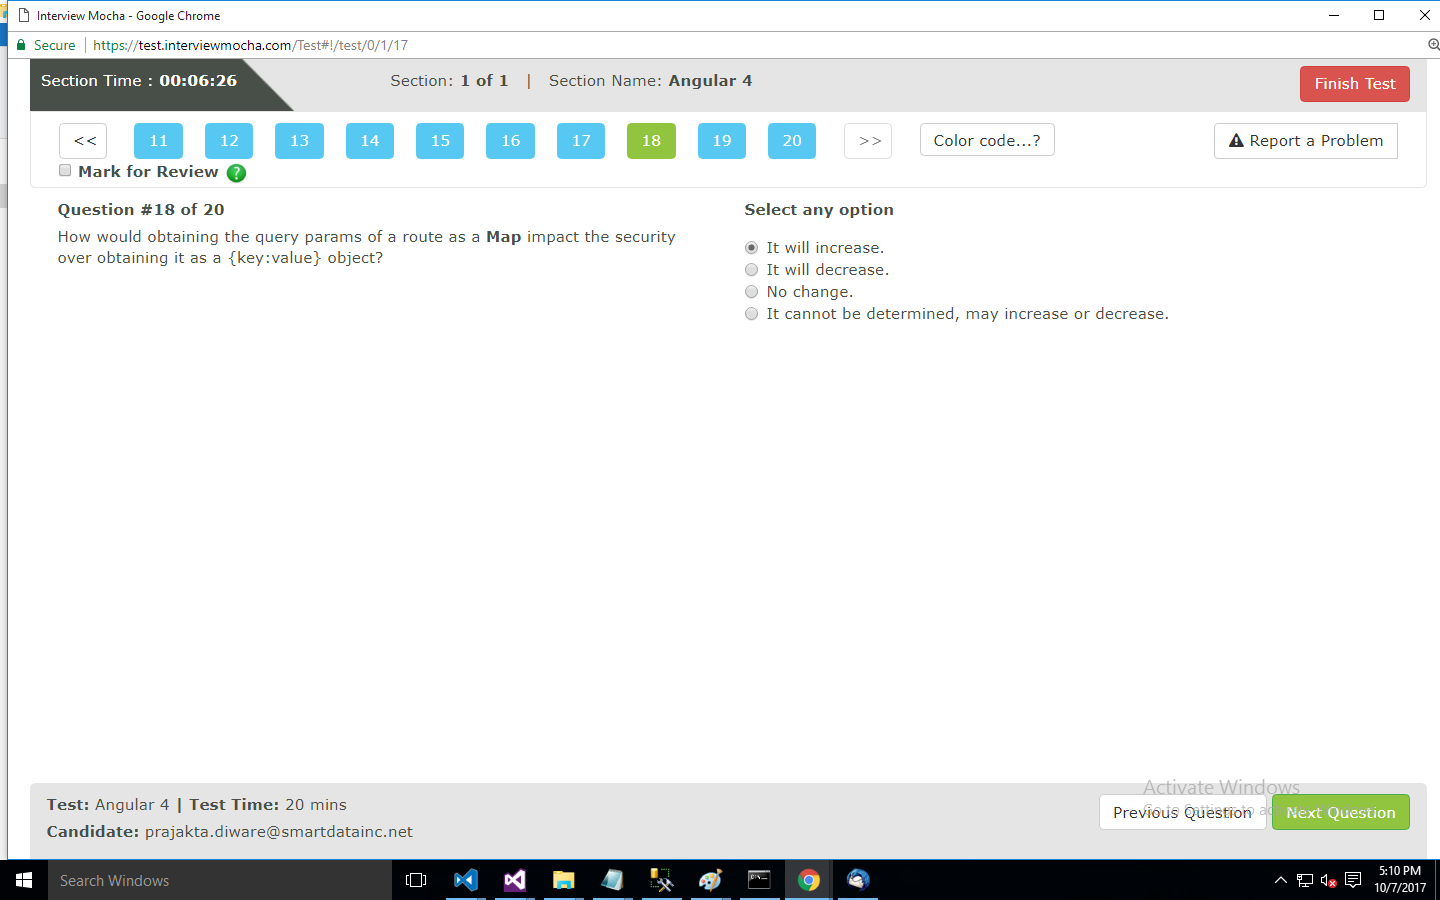 Interview Mocha - Google Chrome
Secure https://test.interviewmocha.com/Test#!/test/0/1/17
Section Time : 00:06:26 Section: 1 of 1 | Section Name: Angular 4 Finish Test
<< 11 12 13 14 15 16 17 18 19 20 >> Color code...? Report a Problem
Mark for Review ?
Question #18 of 20
How would obtaining the query params of a route as a Map impact the security
over obtaining it as a {key:value} object?
Select any option
It will increase.
It will decrease.
No change.
It cannot be determined, may increase or decrease.
Activate Windows
Go to Settings to
Test: Angular 4 | Test Time: 20 mins
Candidate: prajakta.diware@smartdatainc.net
Previous Question Next Question
Search Windows
5:10 PM
10/7/2017